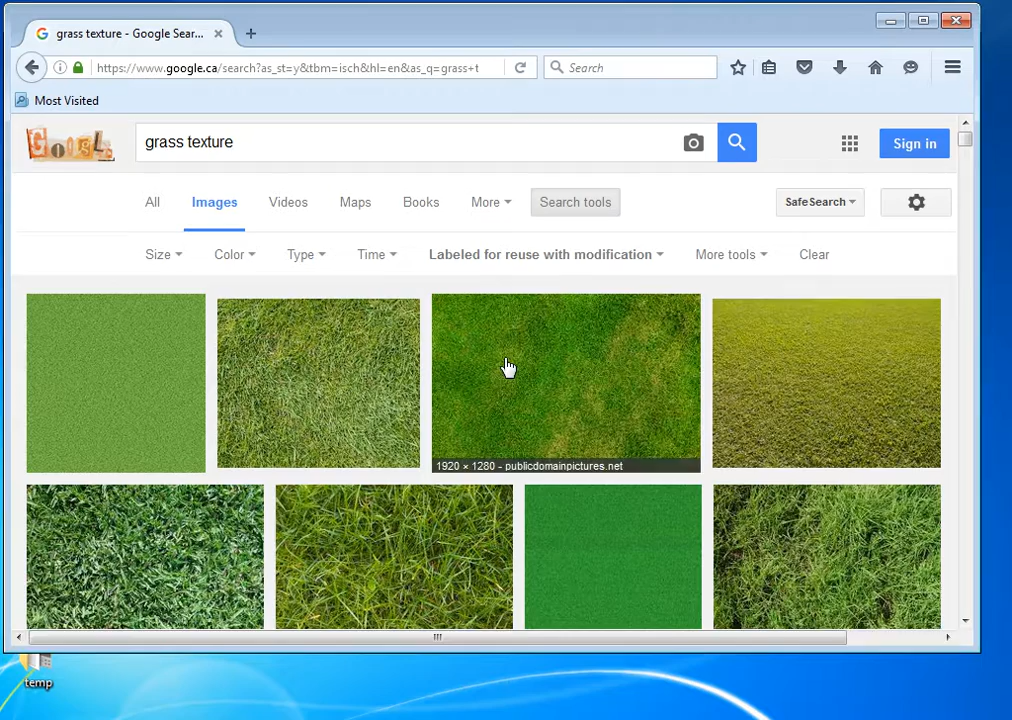 grass texture - Google Sear...
https://www.google.ca/search?as_st=y&tbm=isch&hl=en&as_q=grass+t
Search
Most Visited
Google
grass texture
Sign in
All
Images
Videos
Maps
Books
More
Search tools
SafeSearch
Size
Color
Type
Time
Labeled for reuse with modification
More tools
Clear
1920 × 1280 - publicdomainpictures.net
temp